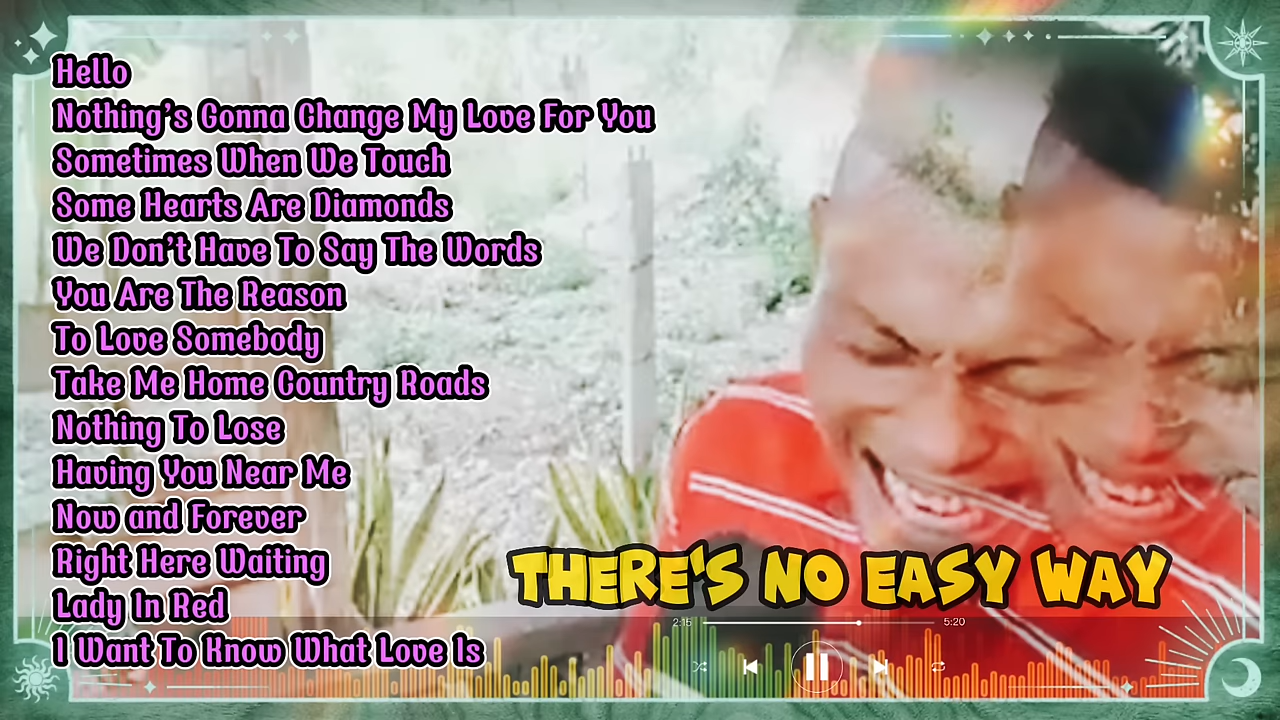 Hello
Nothing's Gonna Change My Love For You
Sometimes When We Touch
Some Hearts Are Diamonds
We Don't Have To Say The Words
You Are The Reason
To Love Somebody
Take Me Home Country Roads
Nothing To Lose
Having You Near Me
Now and Forever
Right Here Waiting
Lady In Red
I Want To Know What Love Is
THERE'S NO EASY WAY
2:15 5:20